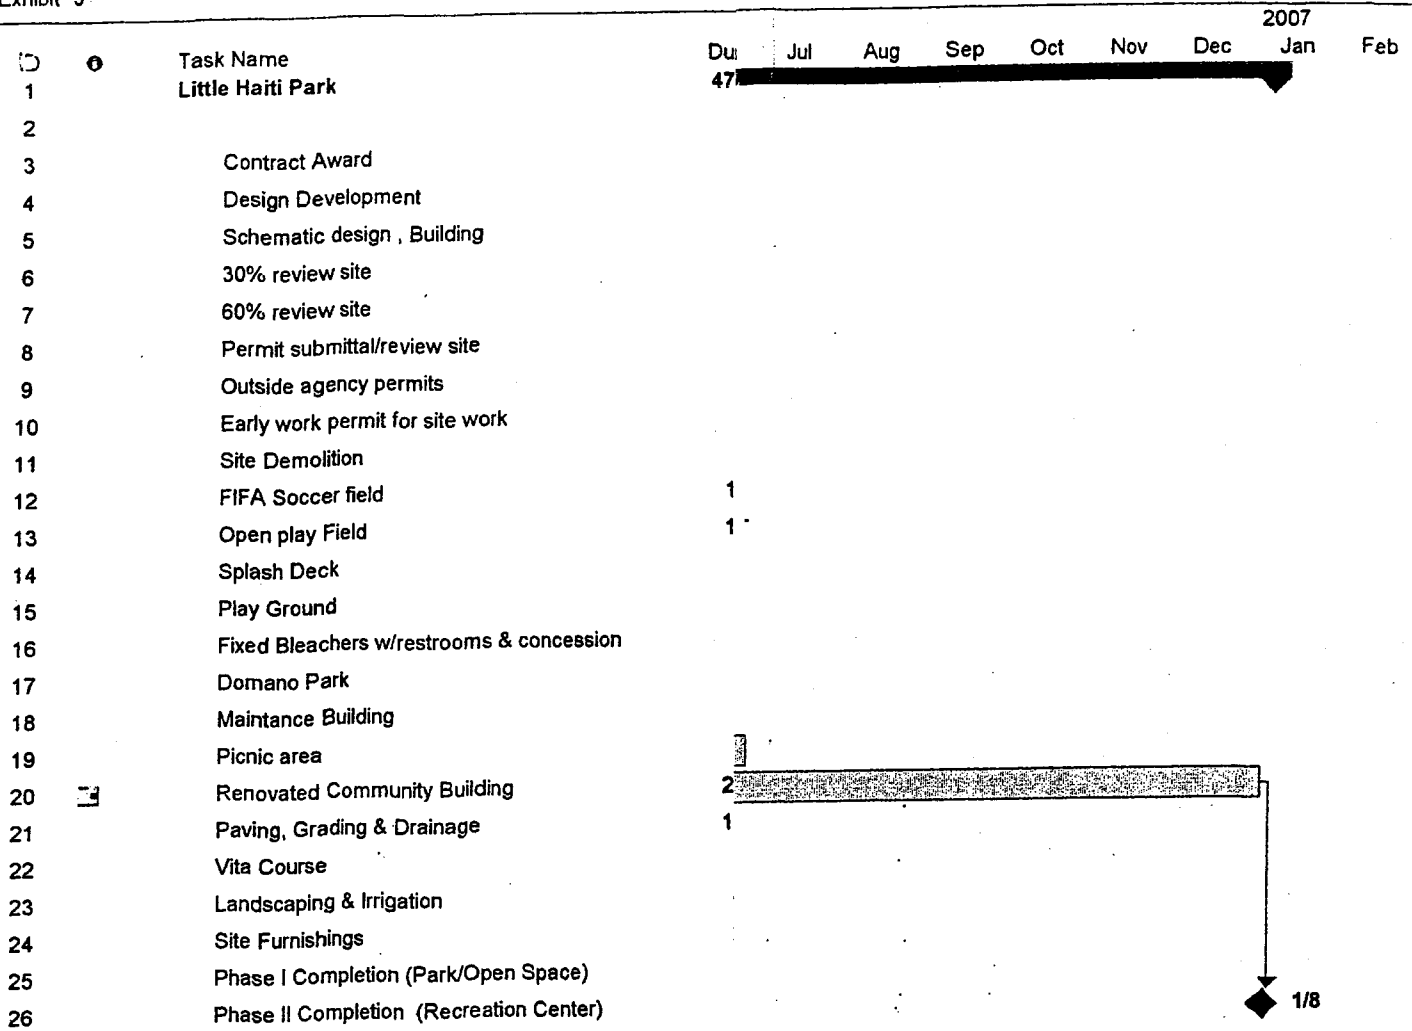 2007
Task Name Jul Aug Sep Oct Nov Dec Jan Feb
1 Little Haiti Park 47
2
3 Contract Award
4 Design Development
5 Schematic design , Building
6 30% review site
7 60% review site
8 Permit submittal/review site
9 Outside agency permits
10 Early work permit for site work
11 Site Demolition
12 FIFA Soccer field 1
13 Open play Field 1
14 Splash Deck
15 Play Ground
16 Fixed Bleachers w/restrooms & concession
17 Domano Park
18 Maintance Building
19 Picnic area
20 Renovated Community Building 2
21 Paving, Grading & Drainage 1
22 Vita Course
23 Landscaping & Irrigation
24 Site Furnishings
25 Phase I Completion (Park/Open Space)
26 Phase II Completion (Recreation Center) 1/8